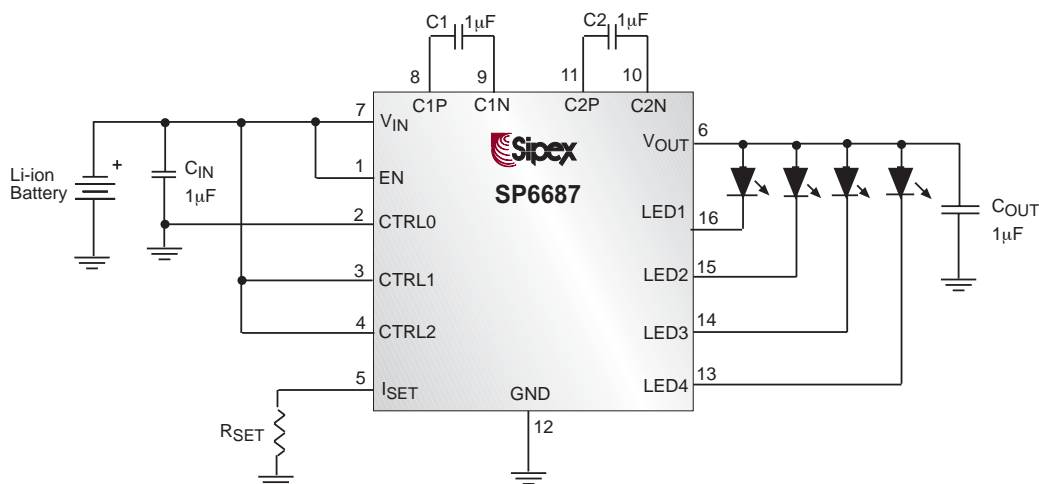 C1 1µF
C2 1µF
8 9 11 10
C1P C1N C2P C2N
7 VIN
VOUT 6
Sipex
SP6687
Li-ion
Battery
+
CIN
1µF
1 EN
2 CTRL0
LED1 16
COUT
1µF
3 CTRL1
LED2 15
4 CTRL2
LED3 14
5 ISET
LED4 13
GND
12
RSET